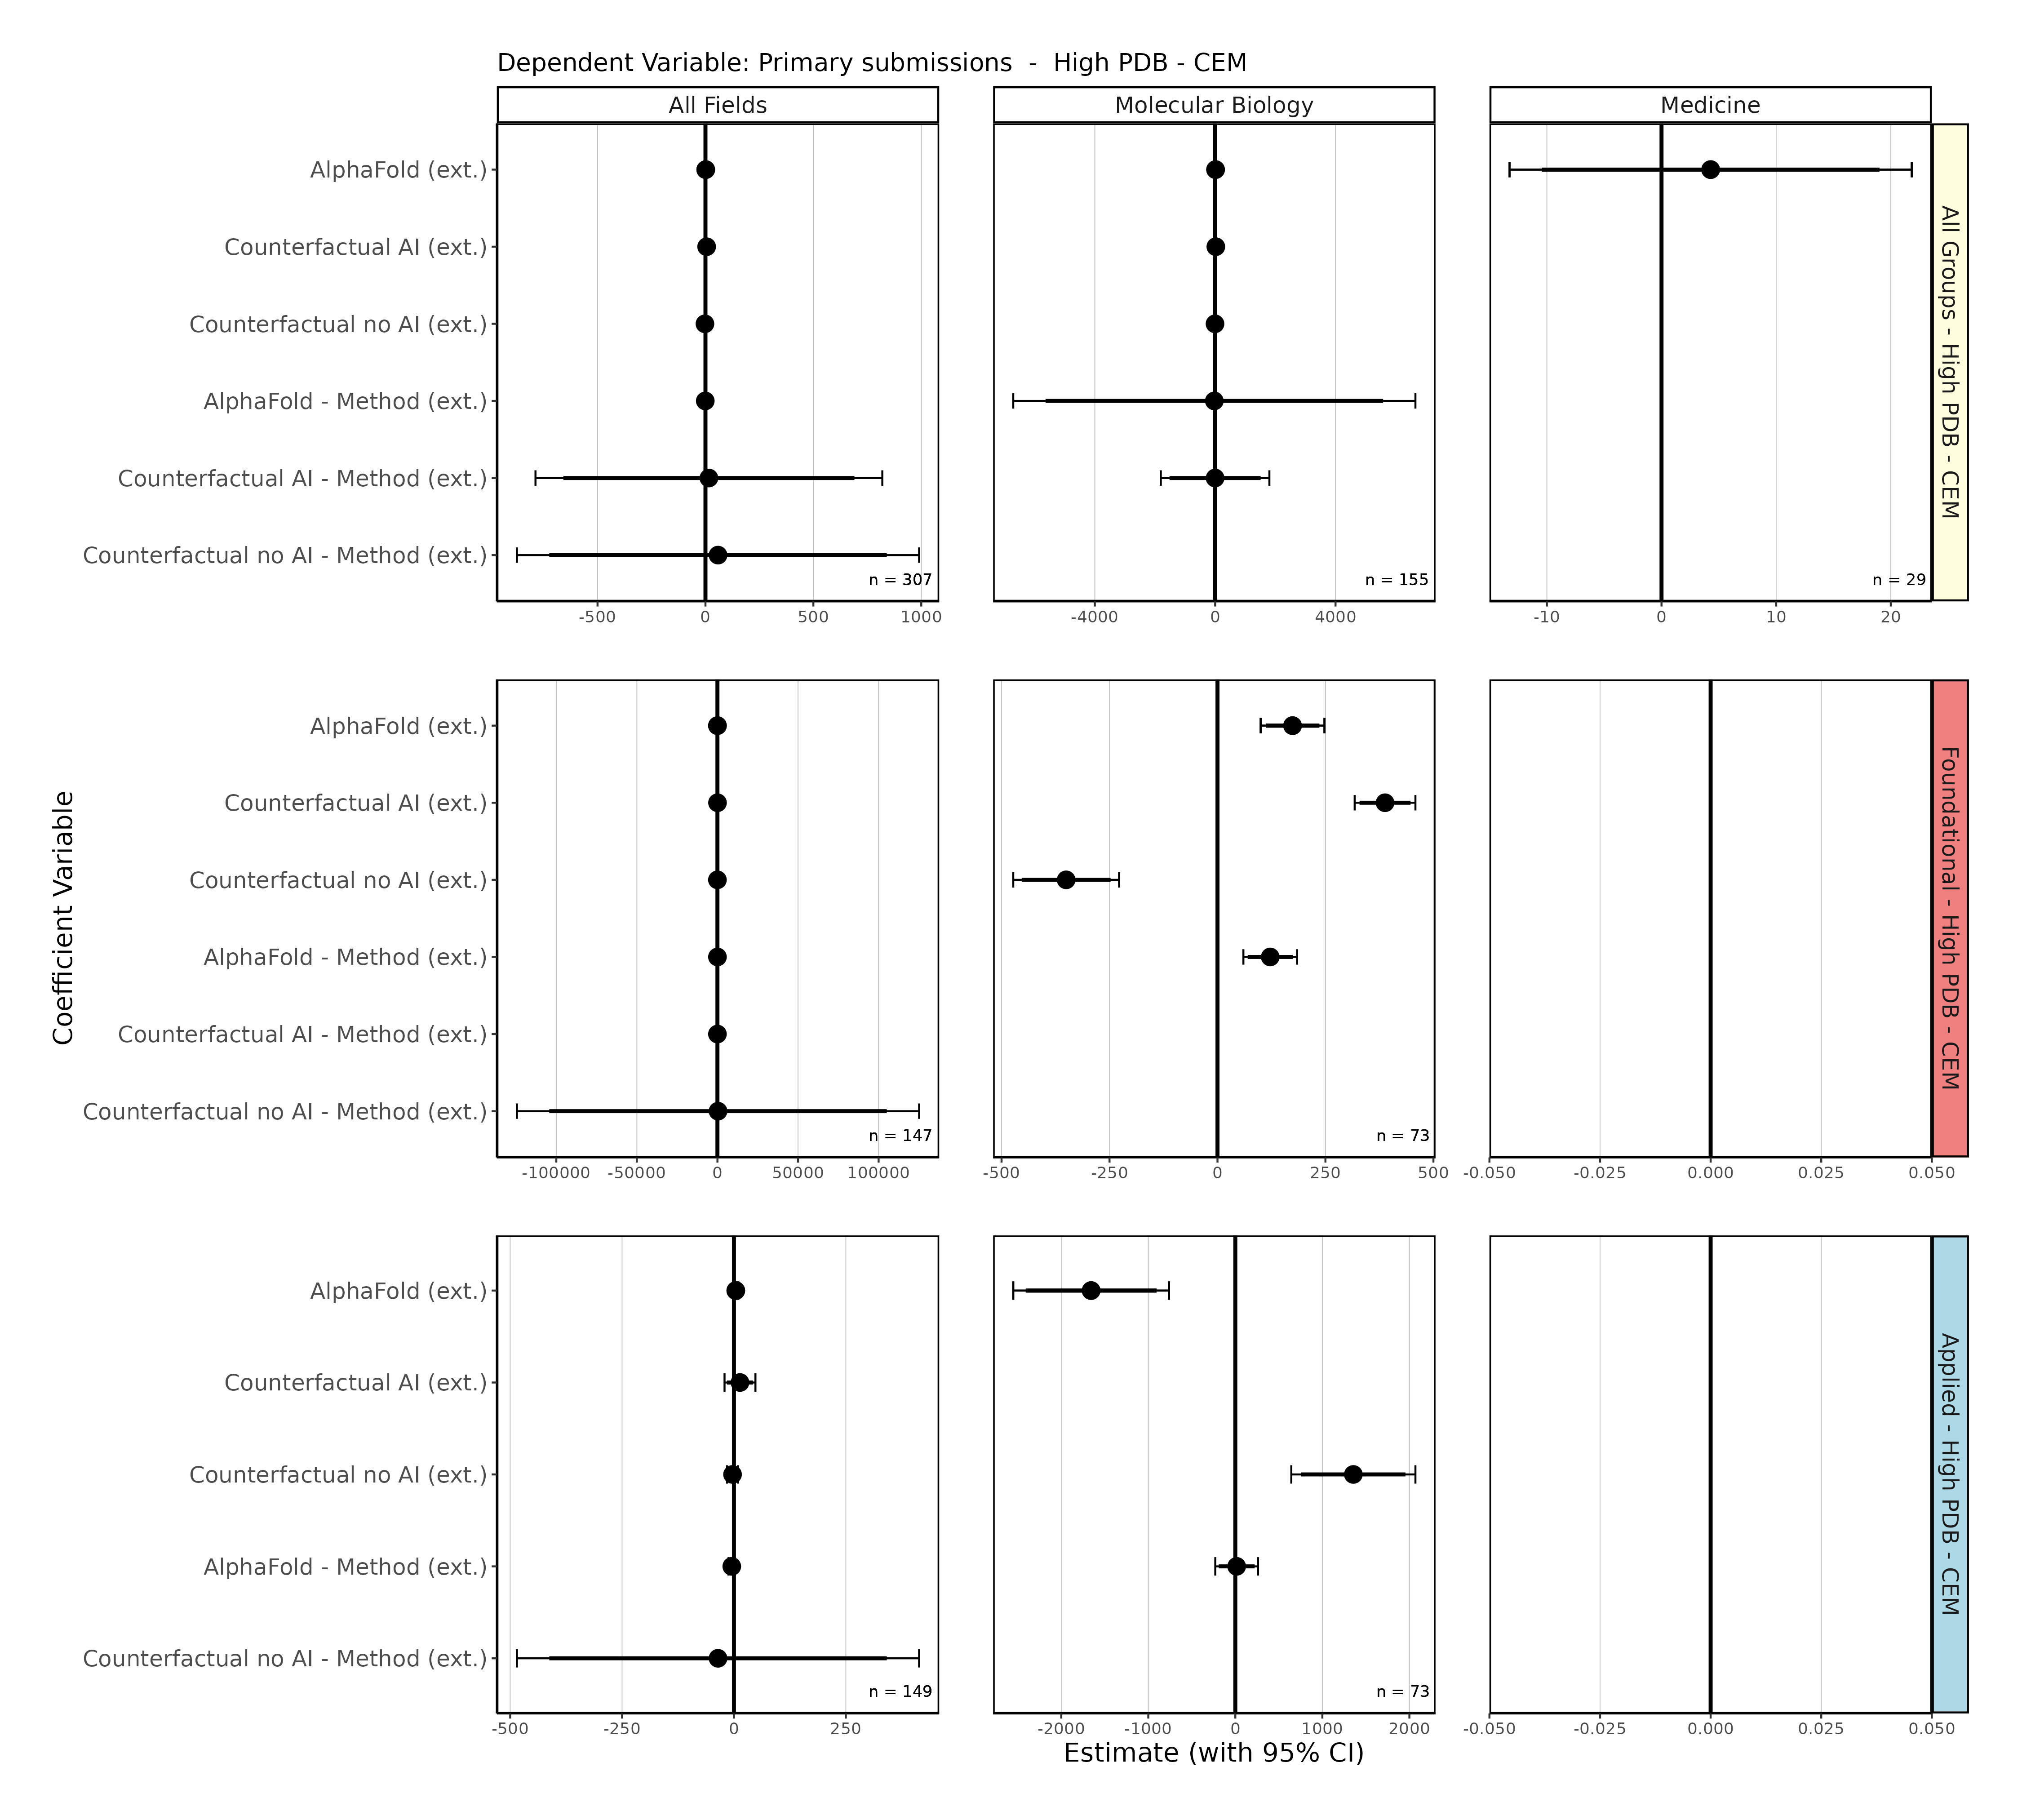 Dependent Variable: Primary submissions - High PDB - CEM
All Fields
Molecular Biology
Medicine
AlphaFold (ext.)
Counterfactual AI (ext.)
Counterfactual no AI (ext.)
AlphaFold - Method (ext.)
Counterfactual AI - Method (ext.)
Counterfactual no AI - Method (ext.)
n = 307
n = 155
n = 29
-500 0 500 1000
-4000 0 4000
-10 0 10 20
All Groups - High PDB - CEM
Coefficient Variable
AlphaFold (ext.)
Counterfactual AI (ext.)
Counterfactual no AI (ext.)
AlphaFold - Method (ext.)
Counterfactual AI - Method (ext.)
Counterfactual no AI - Method (ext.)
n = 147
n = 73
-100000 -50000 0 50000 100000
-500 -250 0 250 500
-0.050 -0.025 0.000 0.025 0.050
Foundational - High PDB - CEM
AlphaFold (ext.)
Counterfactual AI (ext.)
Counterfactual no AI (ext.)
AlphaFold - Method (ext.)
Counterfactual no AI - Method (ext.)
n = 149
n = 73
-500 -250 0 250
-2000 -1000 0 1000 2000
-0.050 -0.025 0.000 0.025 0.050
Applied - High PDB - CEM
Estimate (with 95% CI)